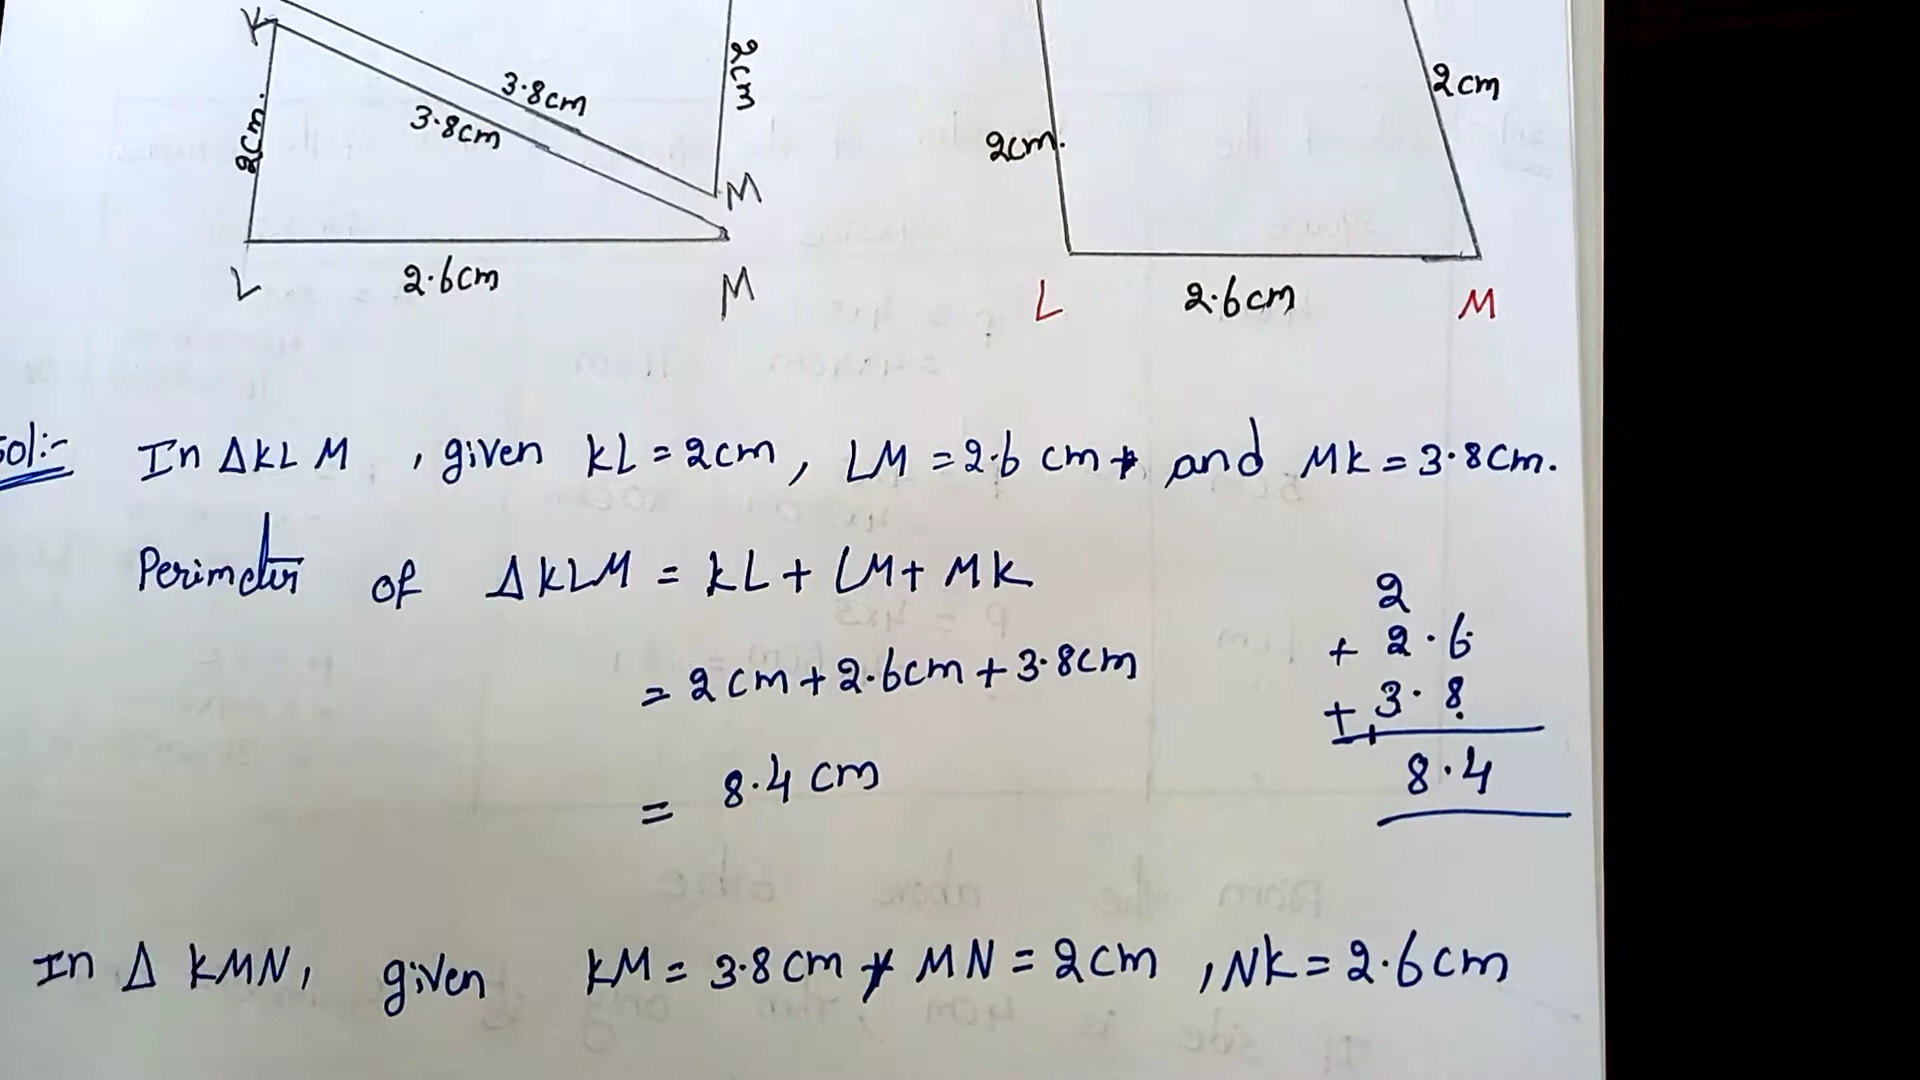 K
3.8cm
2cm
3.8cm
2cm.
M
L
2.6cm
M
2cm
2cm.
L
2.6cm
M
Sol:-
In ΔKLM, given KL = 2cm, LM = 2.6 cm, and MK = 3.8cm.
Perimeter of ΔKLM = KL + LM + MK
= 2cm + 2.6cm + 3.8cm
= 8.4 cm
2
+ 2.6
+ 3.8
8.4
In Δ KMN, given KM = 3.8cm, MN = 2cm, NK = 2.6cm